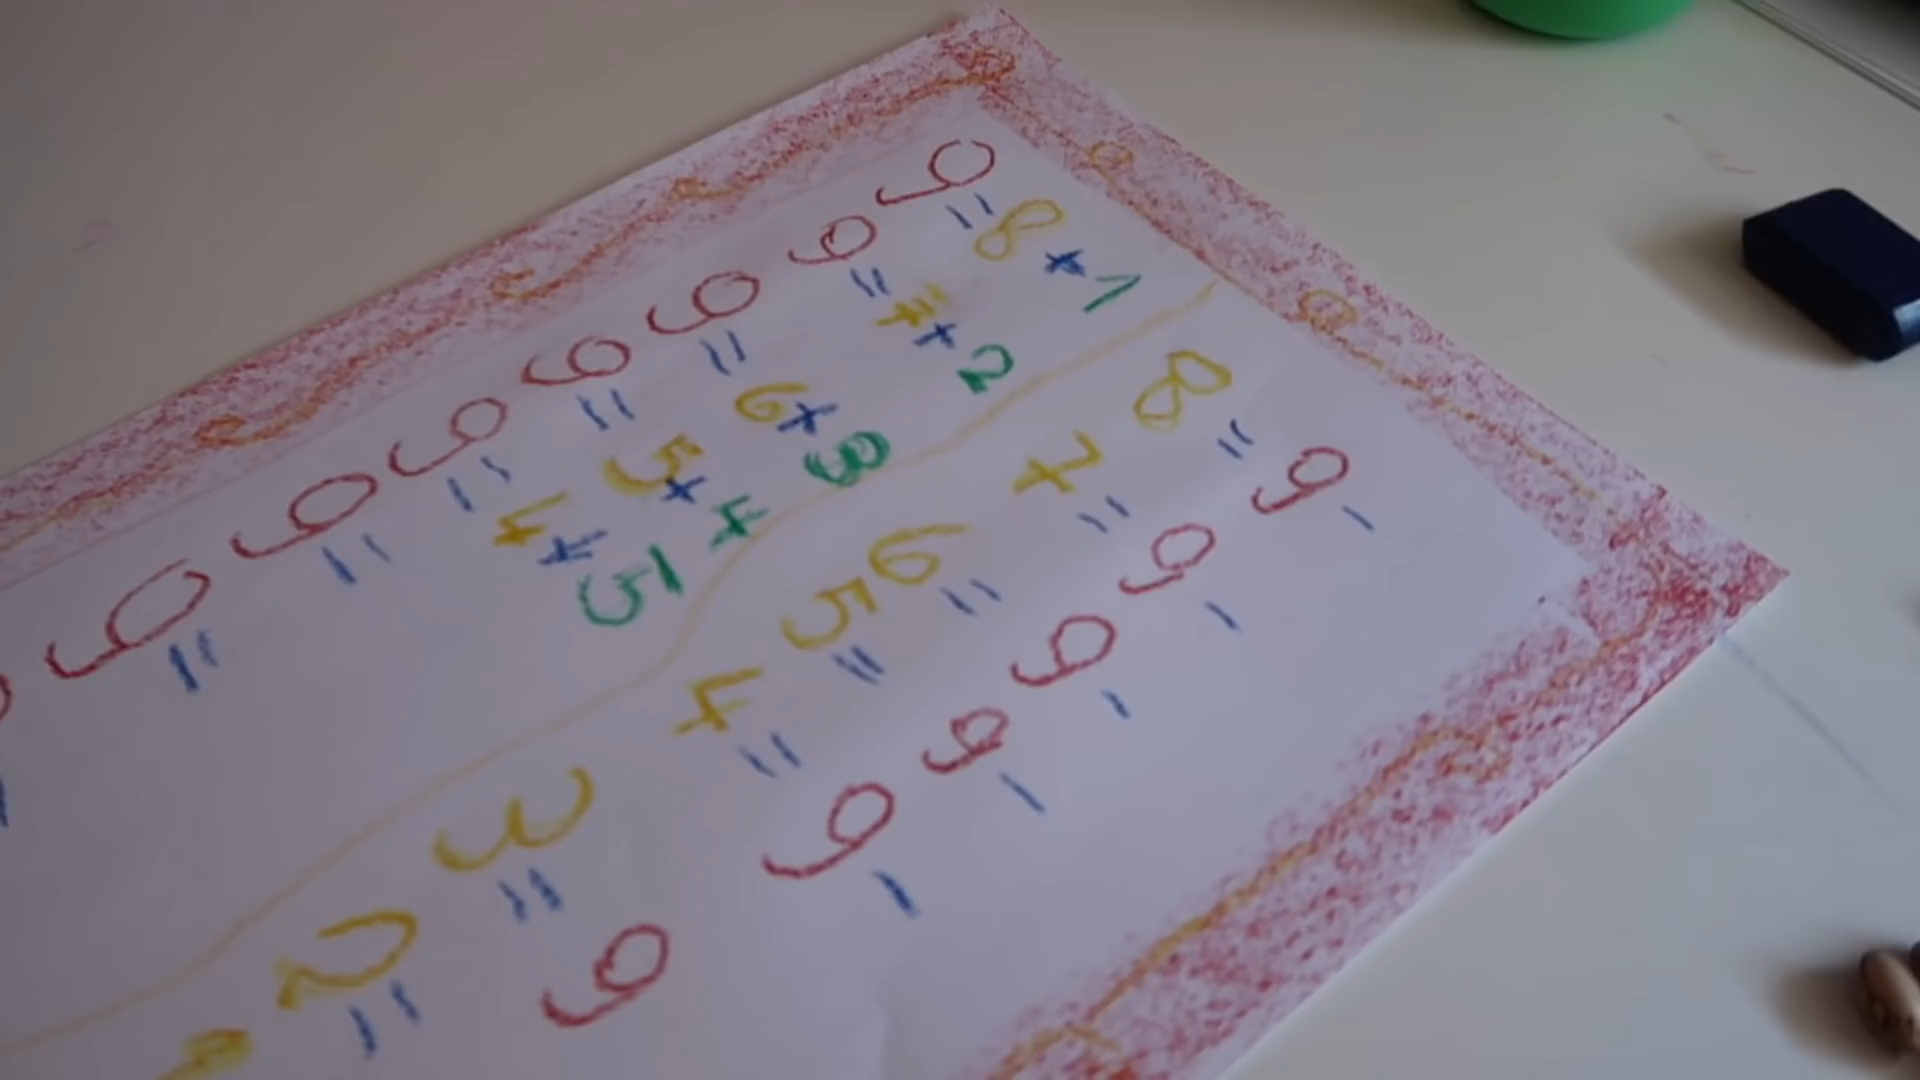 9 = 8 + 1
9 = 7 + 2
9 = 6 + 3
9 = 5 + 4
9 = 4 + 5
9 =
9 =
8 = 9 -
7 = 9 -
6 = 9 -
5 = 9 -
4 = 9 -
3 = 9
2 =